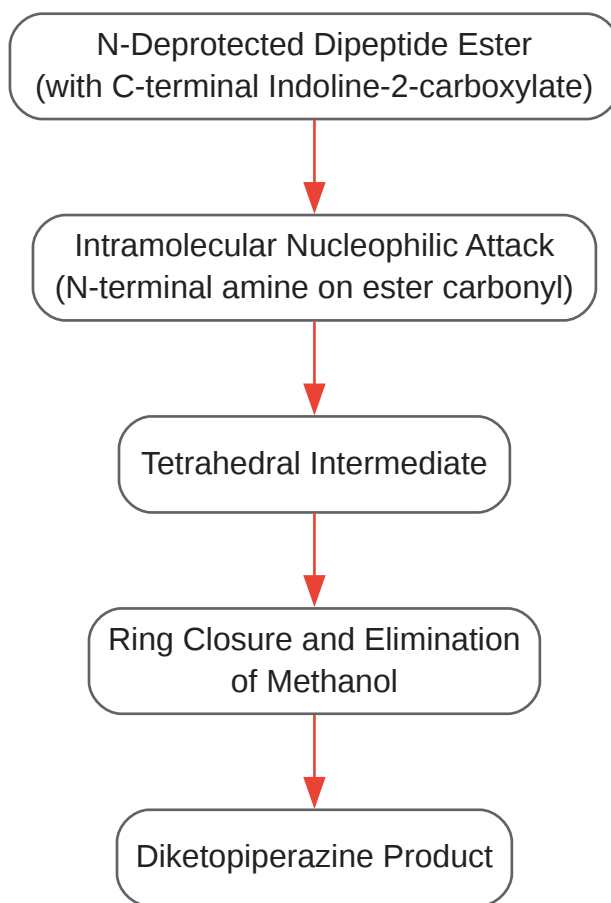 N-Deprotected Dipeptide Ester
(with C-terminal Indoline-2-carboxylate)
Intramolecular Nucleophilic Attack
(N-terminal amine on ester carbonyl)
Tetrahedral Intermediate
Ring Closure and Elimination
of Methanol
Diketopiperazine Product